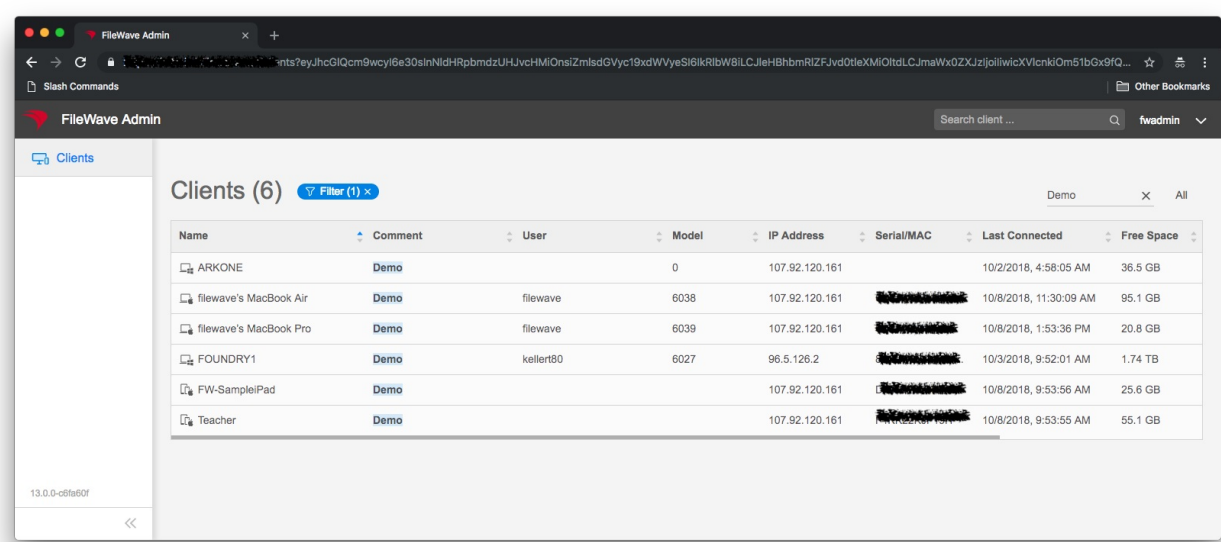 FileWave Admin
Slash Commands
Other Bookmarks
FileWave Admin
Search client ...
fwadmin
Clients
Clients (6)
Filter (1) ×
Demo
All
Name Comment User Model IP Address Serial/MAC Last Connected Free Space
ARKONE Demo 0 107.92.120.161 10/2/2018, 4:58:05 AM 36.5 GB
filewave's MacBook Air Demo filewave 6038 107.92.120.161 10/8/2018, 11:30:09 AM 95.1 GB
filewave's MacBook Pro Demo filewave 6039 107.92.120.161 10/8/2018, 1:53:36 PM 20.8 GB
FOUNDRY1 Demo kellert80 6027 96.5.126.2 10/3/2018, 9:52:01 AM 1.74 TB
FW-SampleiPad Demo 107.92.120.161 10/8/2018, 9:53:56 AM 25.6 GB
Teacher Demo 107.92.120.161 10/8/2018, 9:53:55 AM 55.1 GB
13.0.0-c6fa60f